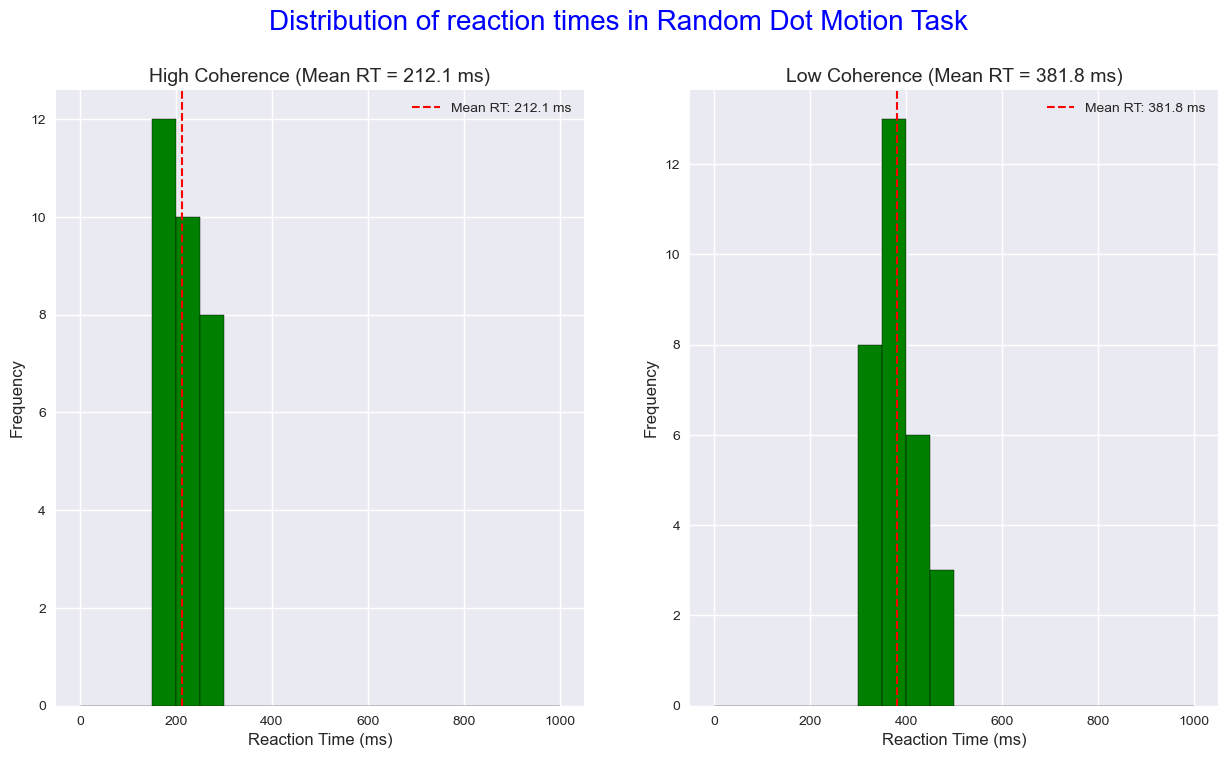 Distribution of reaction times in Random Dot Motion Task
High Coherence (Mean RT = 212.1 ms)
Mean RT: 212.1 ms
12
10
8
6
4
2
0
Frequency
0 200 400 600 800 1000
Reaction Time (ms)
Low Coherence (Mean RT = 381.8 ms)
Mean RT: 381.8 ms
12
10
8
6
4
2
0
Frequency
0 200 400 600 800 1000
Reaction Time (ms)